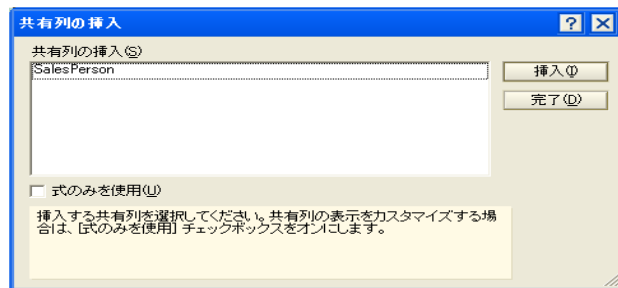 共有列の挿入
共有列の挿入(S)
SalesPerson
挿入(I)
完了(D)
式のみを使用(U)
挿入する共有列を選択してください。共有列の表示をカスタマイズする場
合は、[式のみを使用] チェックボックスをオンにします。